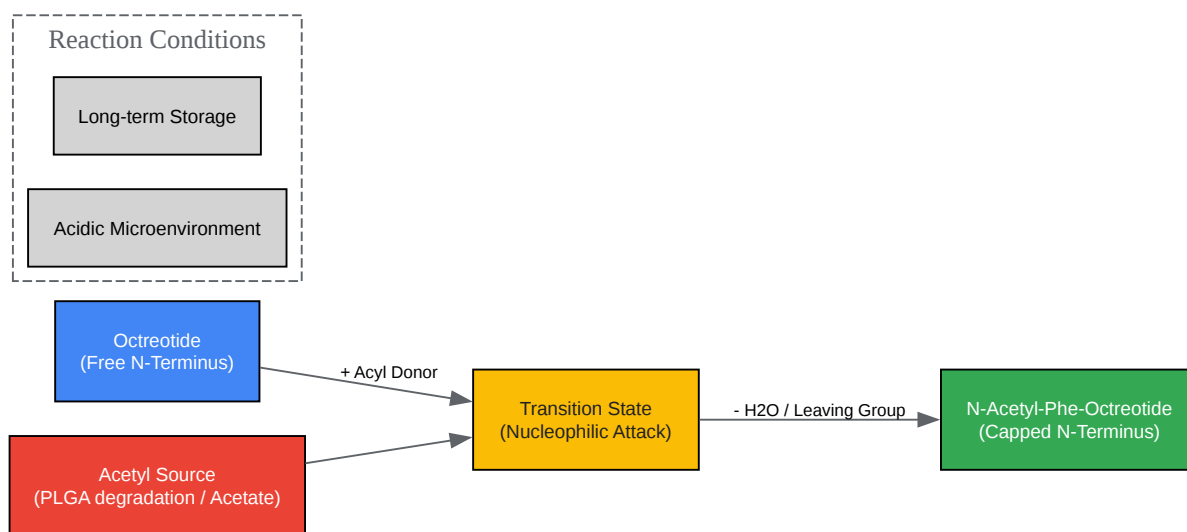 Reaction Conditions
Long-term Storage
Acidic Microenvironment
Octreotide
(Free N-Terminus)
+ Acyl Donor
Acetyl Source
(PLGA degradation / Acetate)
Transition State
(Nucleophilic Attack)
- H2O / Leaving Group
N-Acetyl-Phe-Octreotide
(Capped N-Terminus)